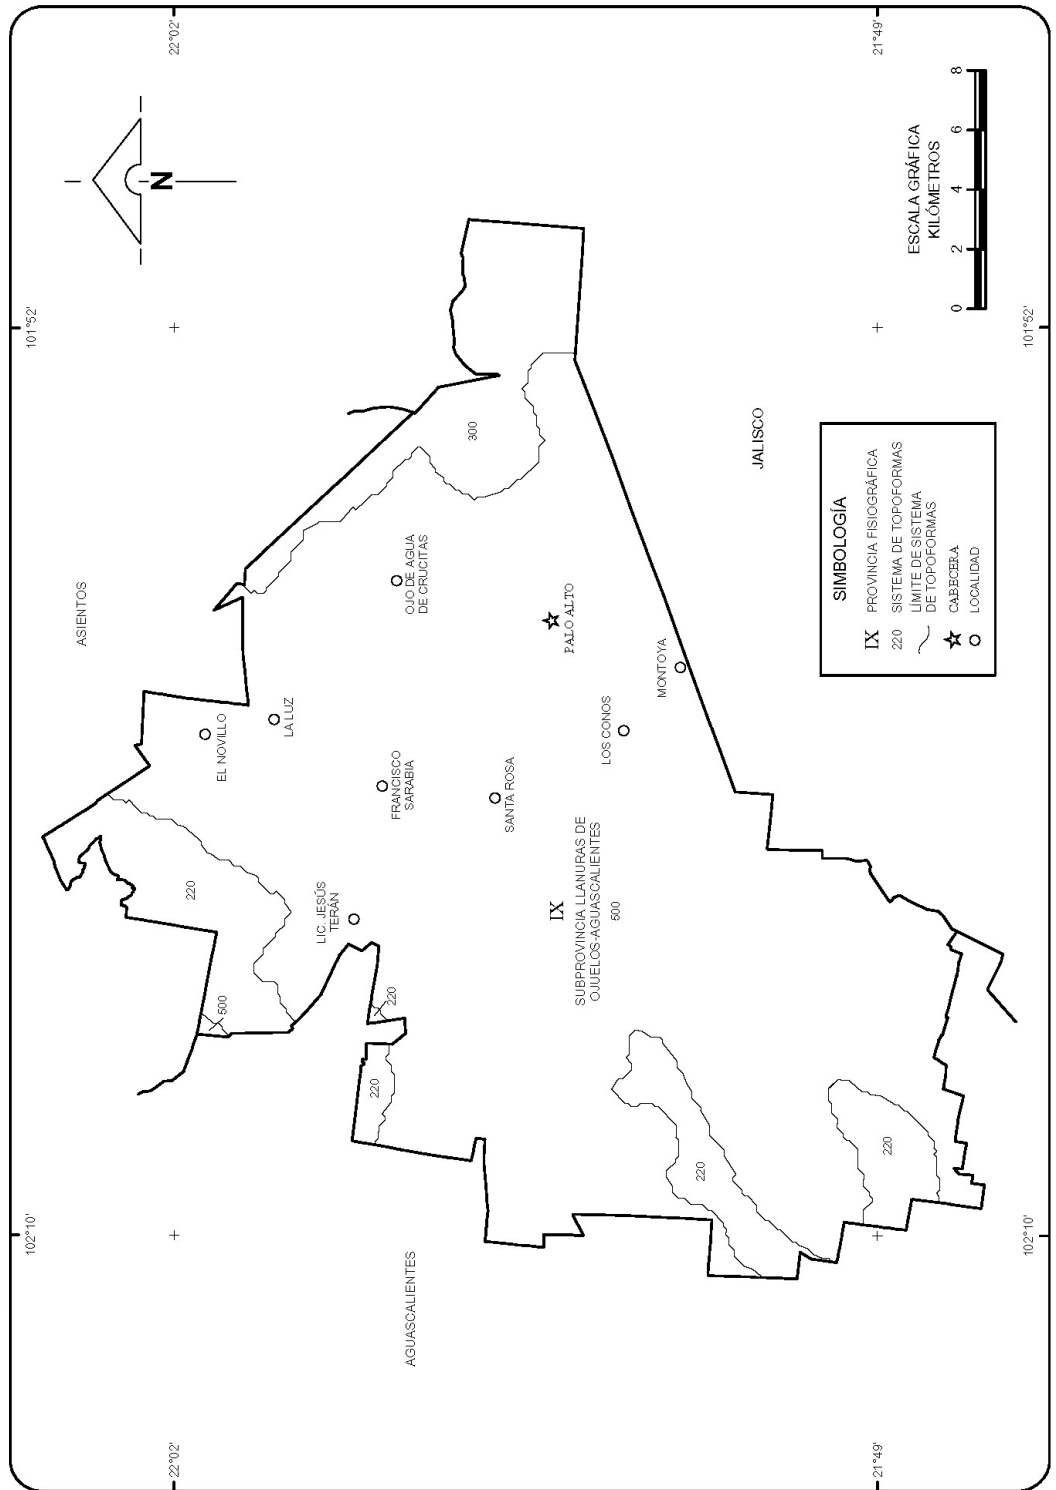 102°10'
101°52'
22°02'
22°02'
N
ASIENTOS
EL NOVILLO
LA LUZ
220
500
LIC. JESÚS
TERÁN
220
220
FRANCISCO
SARABIA
OJO DE AGUA
DE CRUCITAS
300
AGUASCALIENTES
SANTA ROSA
PALO ALTO
IX
SUBPROVINCIA LLANURAS DE
OJUELOS-AGUASCALIENTES
500
LOS CONOS
MONTOYA
220
220
JALISCO
SIMBOLOGÍA
IX PROVINCIA FISIOGRÁFICA
220 SISTEMA DE TOPOFORMAS
LÍMITE DE SISTEMA
DE TOPOFORMAS
CABECERA
LOCALIDAD
ESCALA GRÁFICA
KILÓMETROS
0 2 4 6 8
21°49'
21°49'
102°10'
101°52'